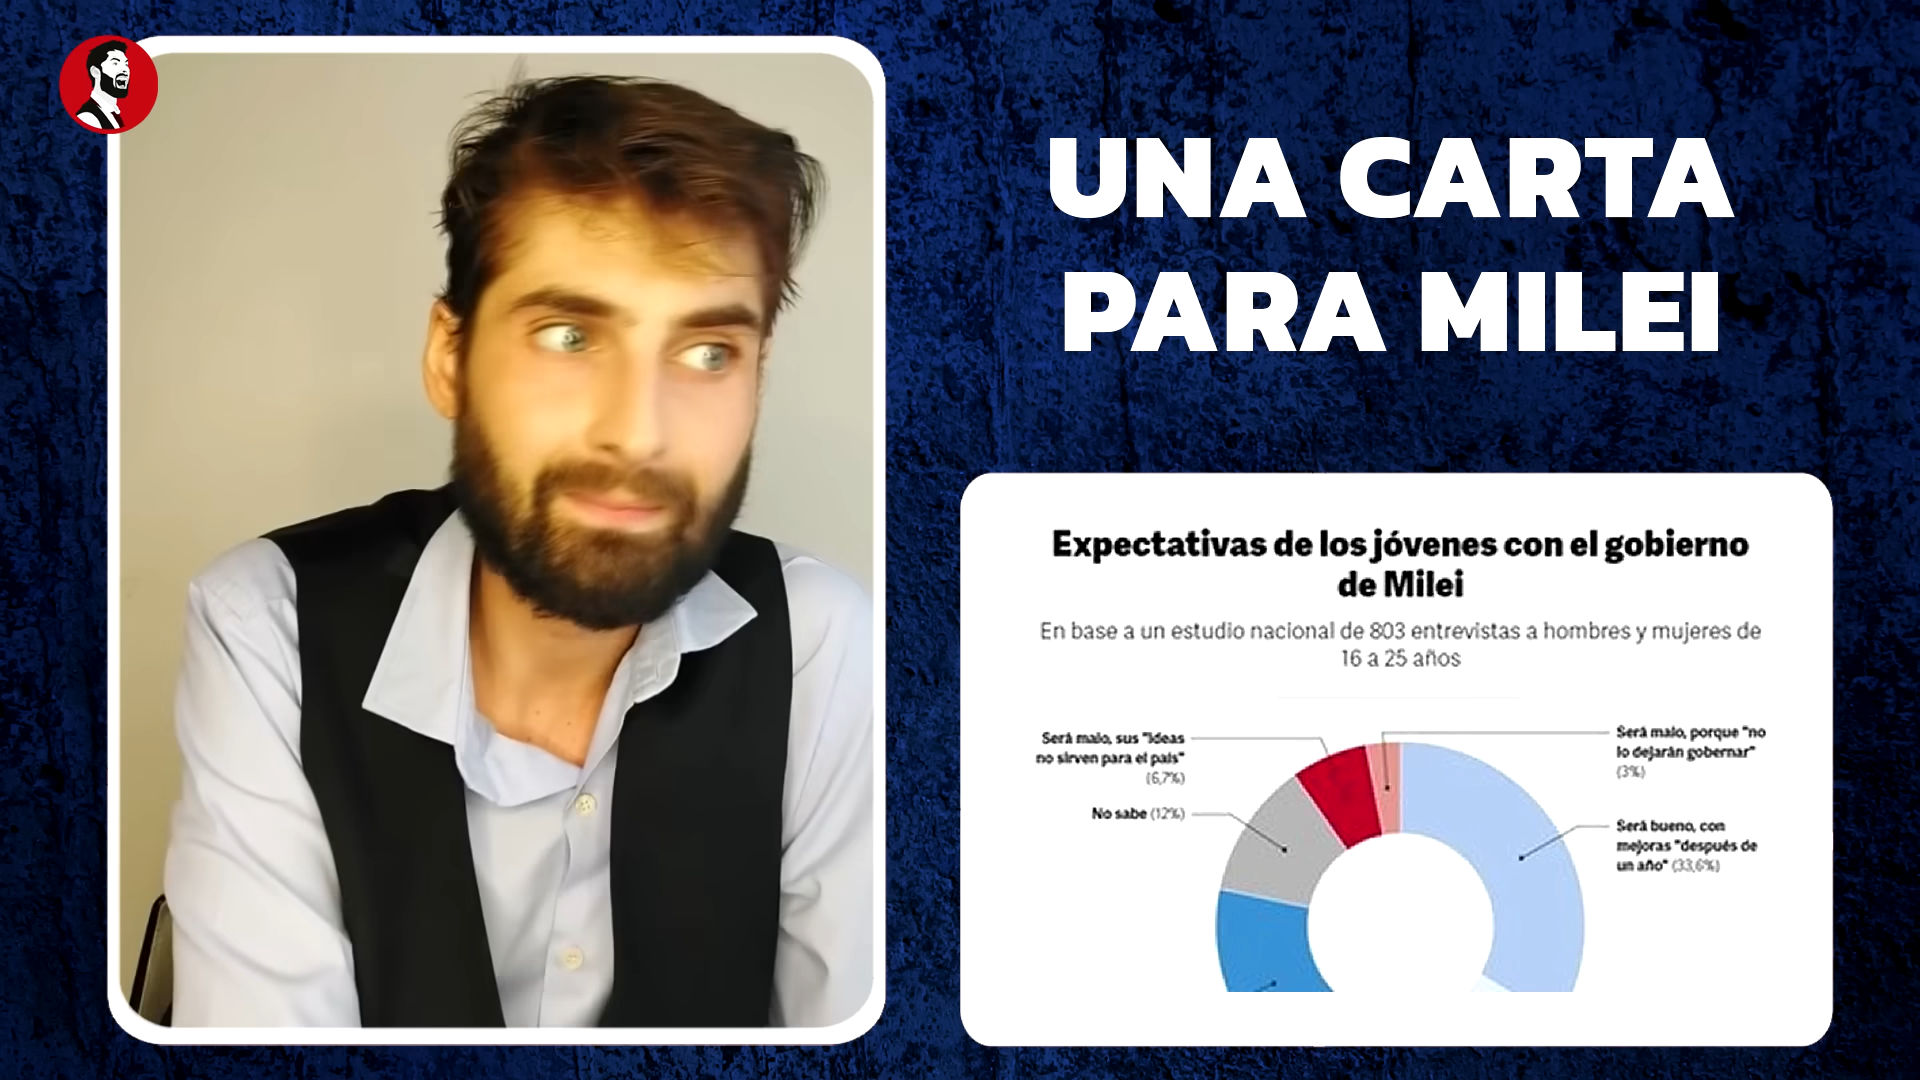 UNA CARTA
PARA MILEI
Expectativas de los jóvenes con el gobierno
de Milei
En base a un estudio nacional de 803 entrevistas a hombres y mujeres de
16 a 25 años
Será malo, sus "ideas
no sirven para el país"
(6,7%)
No sabe (12%)
Será malo, porque "no
lo dejarán gobernar"
(3%)
Será bueno, con
mejoras "después de
un año" (33,6%)